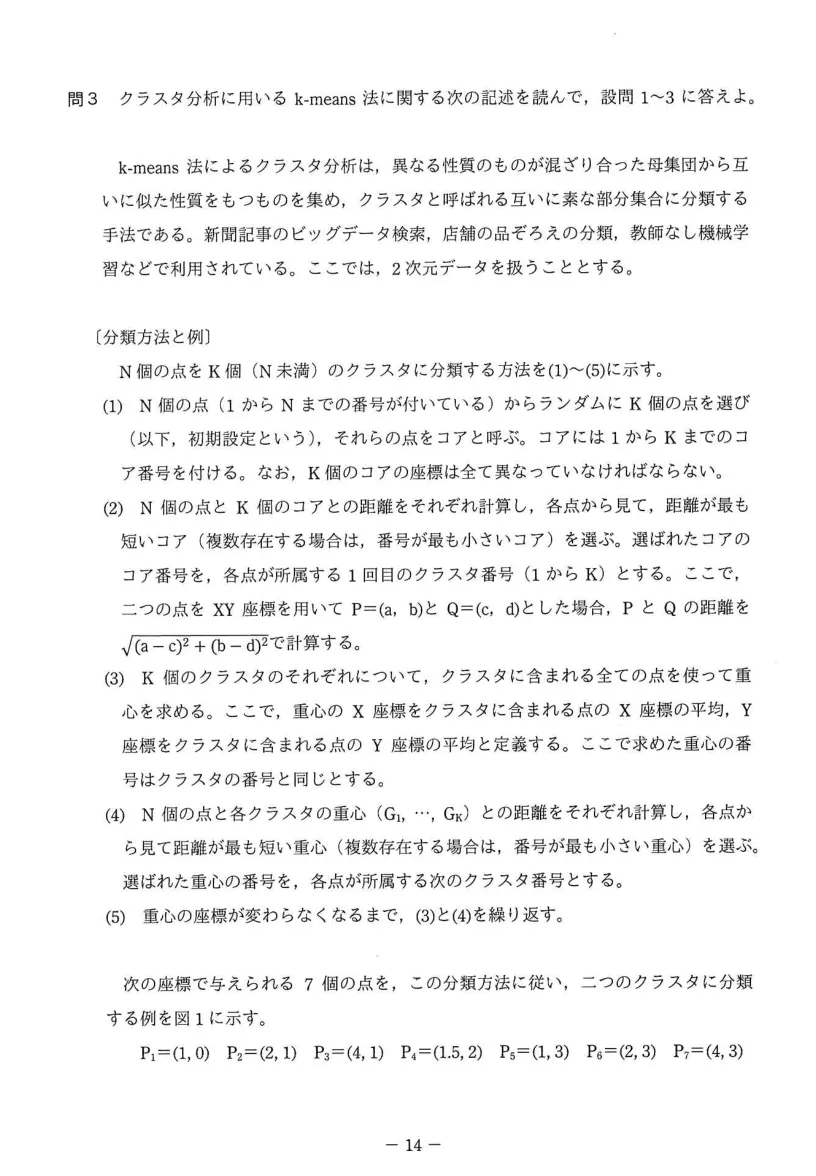 問3　クラスタ分析に用いる k-means 法に関する次の記述を読んで，設問 1～3 に答えよ。
k-means 法によるクラスタ分析は，異なる性質のものが混ざり合った母集団から互
いに似た性質をもつものを集め，クラスタと呼ばれる互いに素な部分集合に分類する
手法である。新聞記事のビッグデータ検索，店舗の品ぞろえの分類，教師なし機械学
習などで利用されている。ここでは，2 次元データを扱うこととする。
〔分類方法と例〕
N 個の点を K 個（N 未満）のクラスタに分類する方法を(1)～(5)に示す。
(1)　N 個の点（1 から N までの番号が付いている）からランダムに K 個の点を選び
（以下，初期設定という），それらの点をコアと呼ぶ。コアには 1 から K までのコ
ア番号を付ける。なお，K 個のコアの座標は全て異なっていなければならない。
(2)　N 個の点と K 個のコアとの距離をそれぞれ計算し，各点から見て，距離が最も
短いコア（複数存在する場合は，番号が最も小さいコア）を選ぶ。選ばれたコアの
コア番号を，各点が所属する 1 回目のクラスタ番号（1 から K）とする。ここで，
二つの点を XY 座標を用いて P＝(a，b)と Q＝(c，d)とした場合，P と Q の距離を
√(a－c)²＋(b－d)²で計算する。
(3)　K 個のクラスタのそれぞれについて，クラスタに含まれる全ての点を使って重
心を求める。ここで，重心の X 座標をクラスタに含まれる点の X 座標の平均，Y
座標をクラスタに含まれる点の Y 座標の平均と定義する。ここで求めた重心の番
号はクラスタの番号と同じとする。
(4)　N 個の点と各クラスタの重心（G₁，…，G_K）との距離をそれぞれ計算し，各点か
ら見て距離が最も短い重心（複数存在する場合は，番号が最も小さい重心）を選ぶ。
選ばれた重心の番号を，各点が所属する次のクラスタ番号とする。
(5)　重心の座標が変わらなくなるまで，(3)と(4)を繰り返す。
次の座標で与えられる 7 個の点を，この分類方法に従い，二つのクラスタに分類
する例を図 1 に示す。
P₁＝(1, 0)　P₂＝(2, 1)　P₃＝(4, 1)　P₄＝(1.5, 2)　P₅＝(1, 3)　P₆＝(2, 3)　P₇＝(4, 3)
－ 14 －